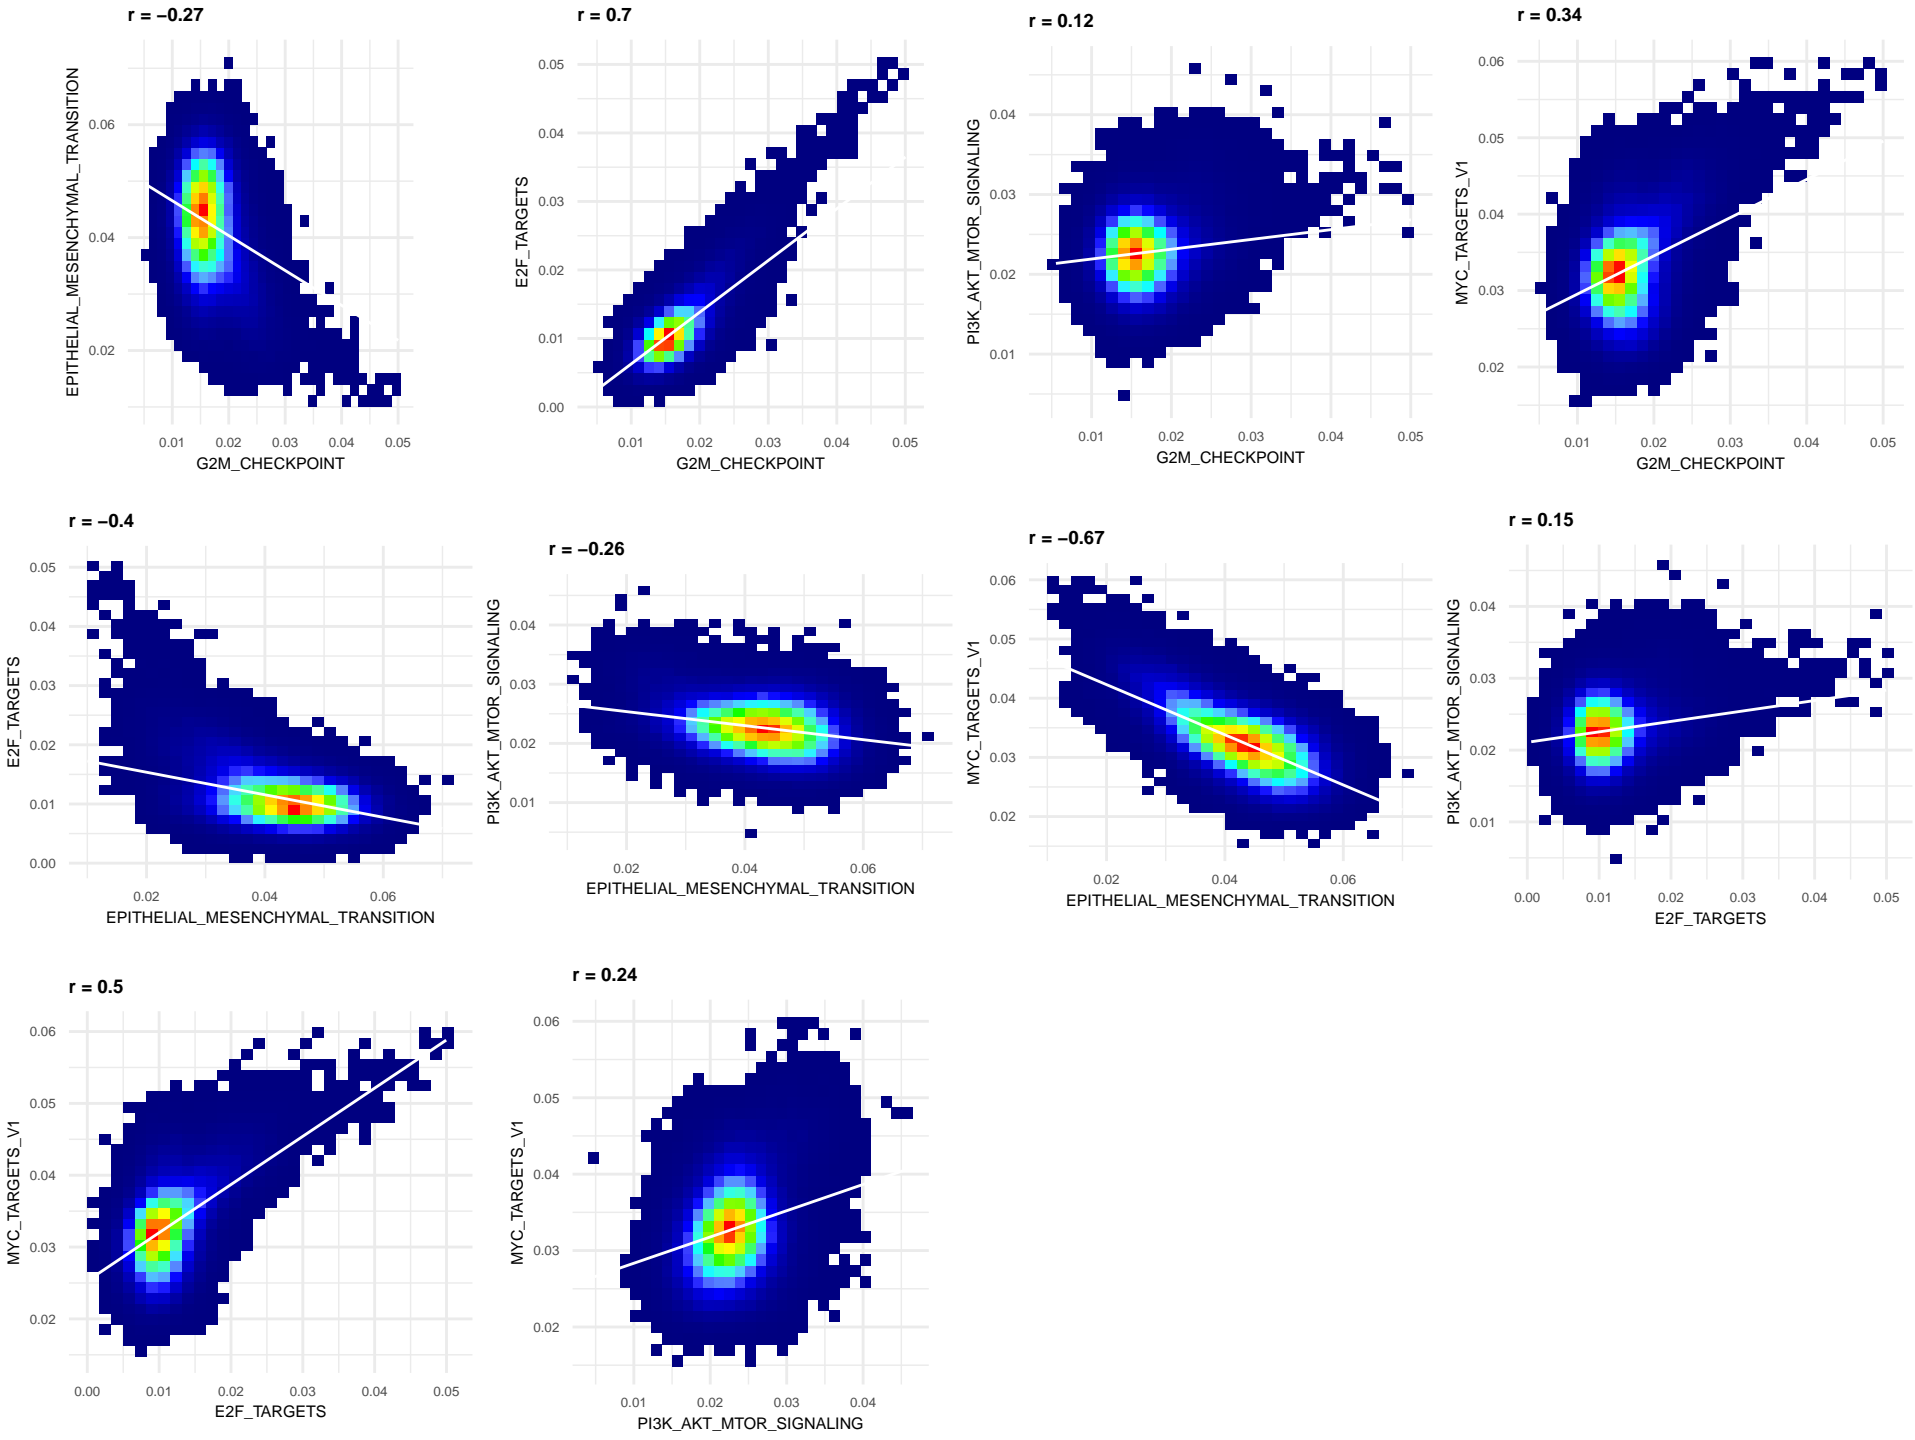 r = −0.27
EPITHELIAL_MESENCHYMAL_TRANSITION
0.06
0.04
0.02
0.01 0.02 0.03 0.04 0.05
G2M_CHECKPOINT
r = 0.7
E2F_TARGETS
0.05
0.04
0.03
0.02
0.01
0.00
0.01 0.02 0.03 0.04 0.05
G2M_CHECKPOINT
r = 0.12
PI3K_AKT_MTOR_SIGNALING
0.04
0.03
0.02
0.01
0.01 0.02 0.03 0.04 0.05
G2M_CHECKPOINT
r = 0.34
MYC_TARGETS_V1
0.06
0.05
0.04
0.03
0.02
0.01 0.02 0.03 0.04 0.05
G2M_CHECKPOINT
r = −0.4
E2F_TARGETS
0.05
0.04
0.03
0.02
0.01
0.00
0.02 0.04 0.06
EPITHELIAL_MESENCHYMAL_TRANSITION
r = −0.26
PI3K_AKT_MTOR_SIGNALING
0.04
0.03
0.02
0.01
0.02 0.04 0.06
EPITHELIAL_MESENCHYMAL_TRANSITION
r = −0.67
MYC_TARGETS_V1
0.06
0.05
0.04
0.03
0.02
0.02 0.04 0.06
EPITHELIAL_MESENCHYMAL_TRANSITION
r = 0.15
PI3K_AKT_MTOR_SIGNALING
0.04
0.03
0.02
0.01
0.00 0.01 0.02 0.03 0.04 0.05
E2F_TARGETS
r = 0.5
MYC_TARGETS_V1
0.06
0.05
0.04
0.03
0.02
0.00 0.01 0.02 0.03 0.04 0.05
E2F_TARGETS
r = 0.24
MYC_TARGETS_V1
0.06
0.05
0.04
0.03
0.02
0.01 0.02 0.03 0.04
PI3K_AKT_MTOR_SIGNALING